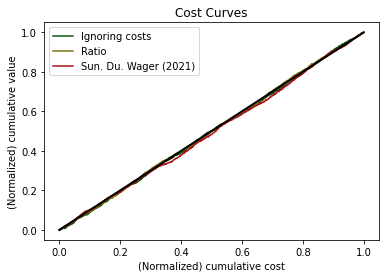 Cost Curves
Ignoring costs
Ratio
Sun. Du. Wager (2021)
(Normalized) cumulative value
1.0
0.8
0.6
0.4
0.2
0.0
0.0 0.2 0.4 0.6 0.8 1.0
(Normalized) cumulative cost